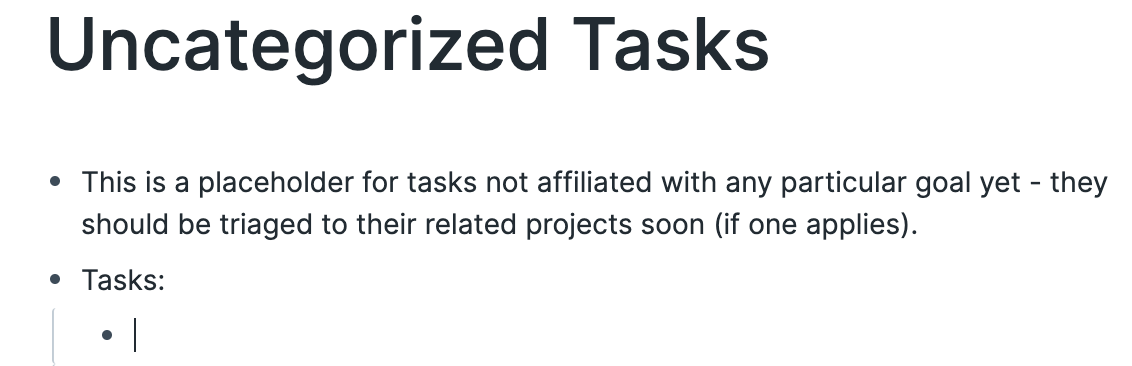 Uncategorized Tasks
This is a placeholder for tasks not affiliated with any particular goal yet - they
should be triaged to their related projects soon (if one applies).
Tasks: